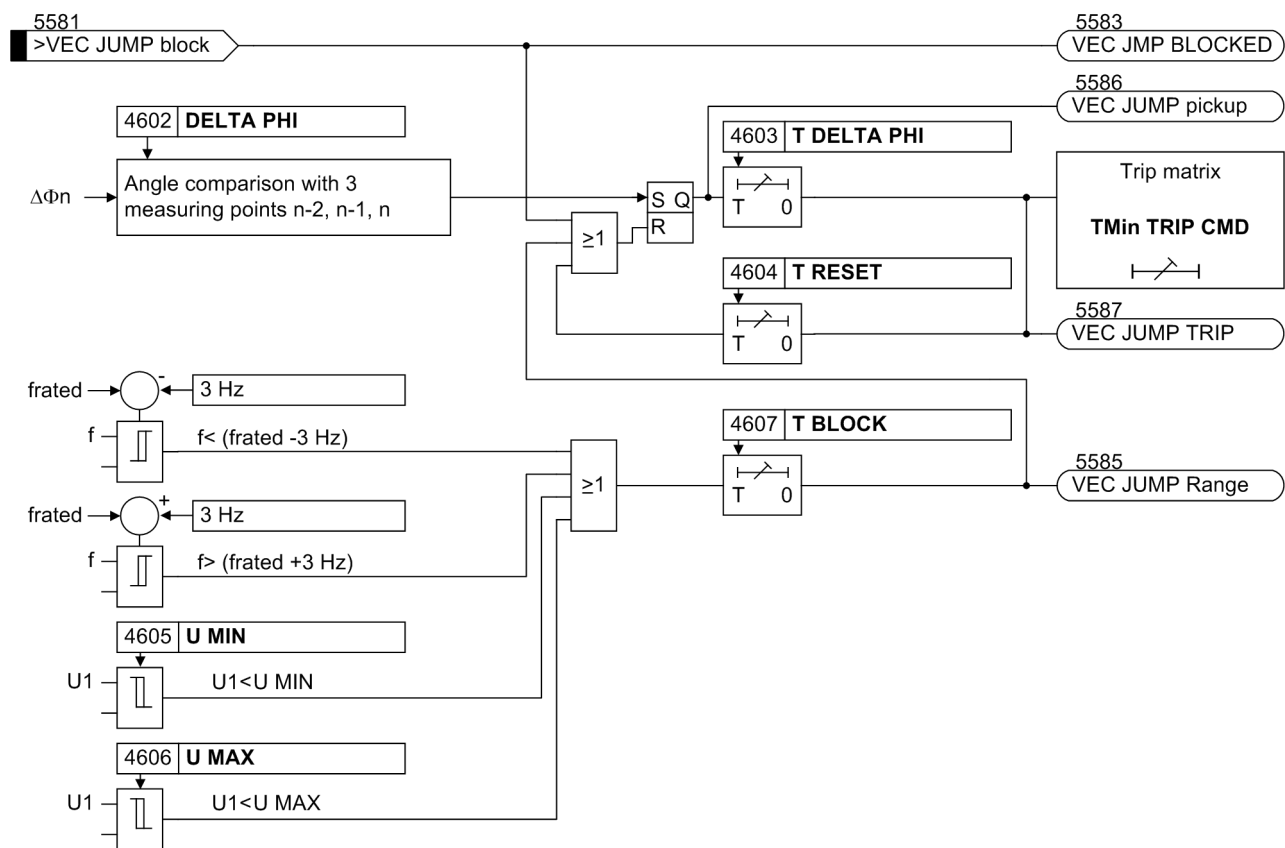 5581
>VEC JUMP block
5583
VEC JMP BLOCKED
5586
VEC JUMP pickup
4602 DELTA PHI
4603 T DELTA PHI
ΔΦn
Angle comparison with 3
measuring points n-2, n-1, n
S Q
R
T 0
Trip matrix
TMin TRIP CMD
≥1
4604 T RESET
T 0
5587
VEC JUMP TRIP
frated
-
3 Hz
f
f< (frated -3 Hz)
4607 T BLOCK
≥1
T 0
5585
VEC JUMP Range
frated
+
3 Hz
f
f> (frated +3 Hz)
4605 U MIN
U1
U1<U MIN
4606 U MAX
U1
U1<U MAX